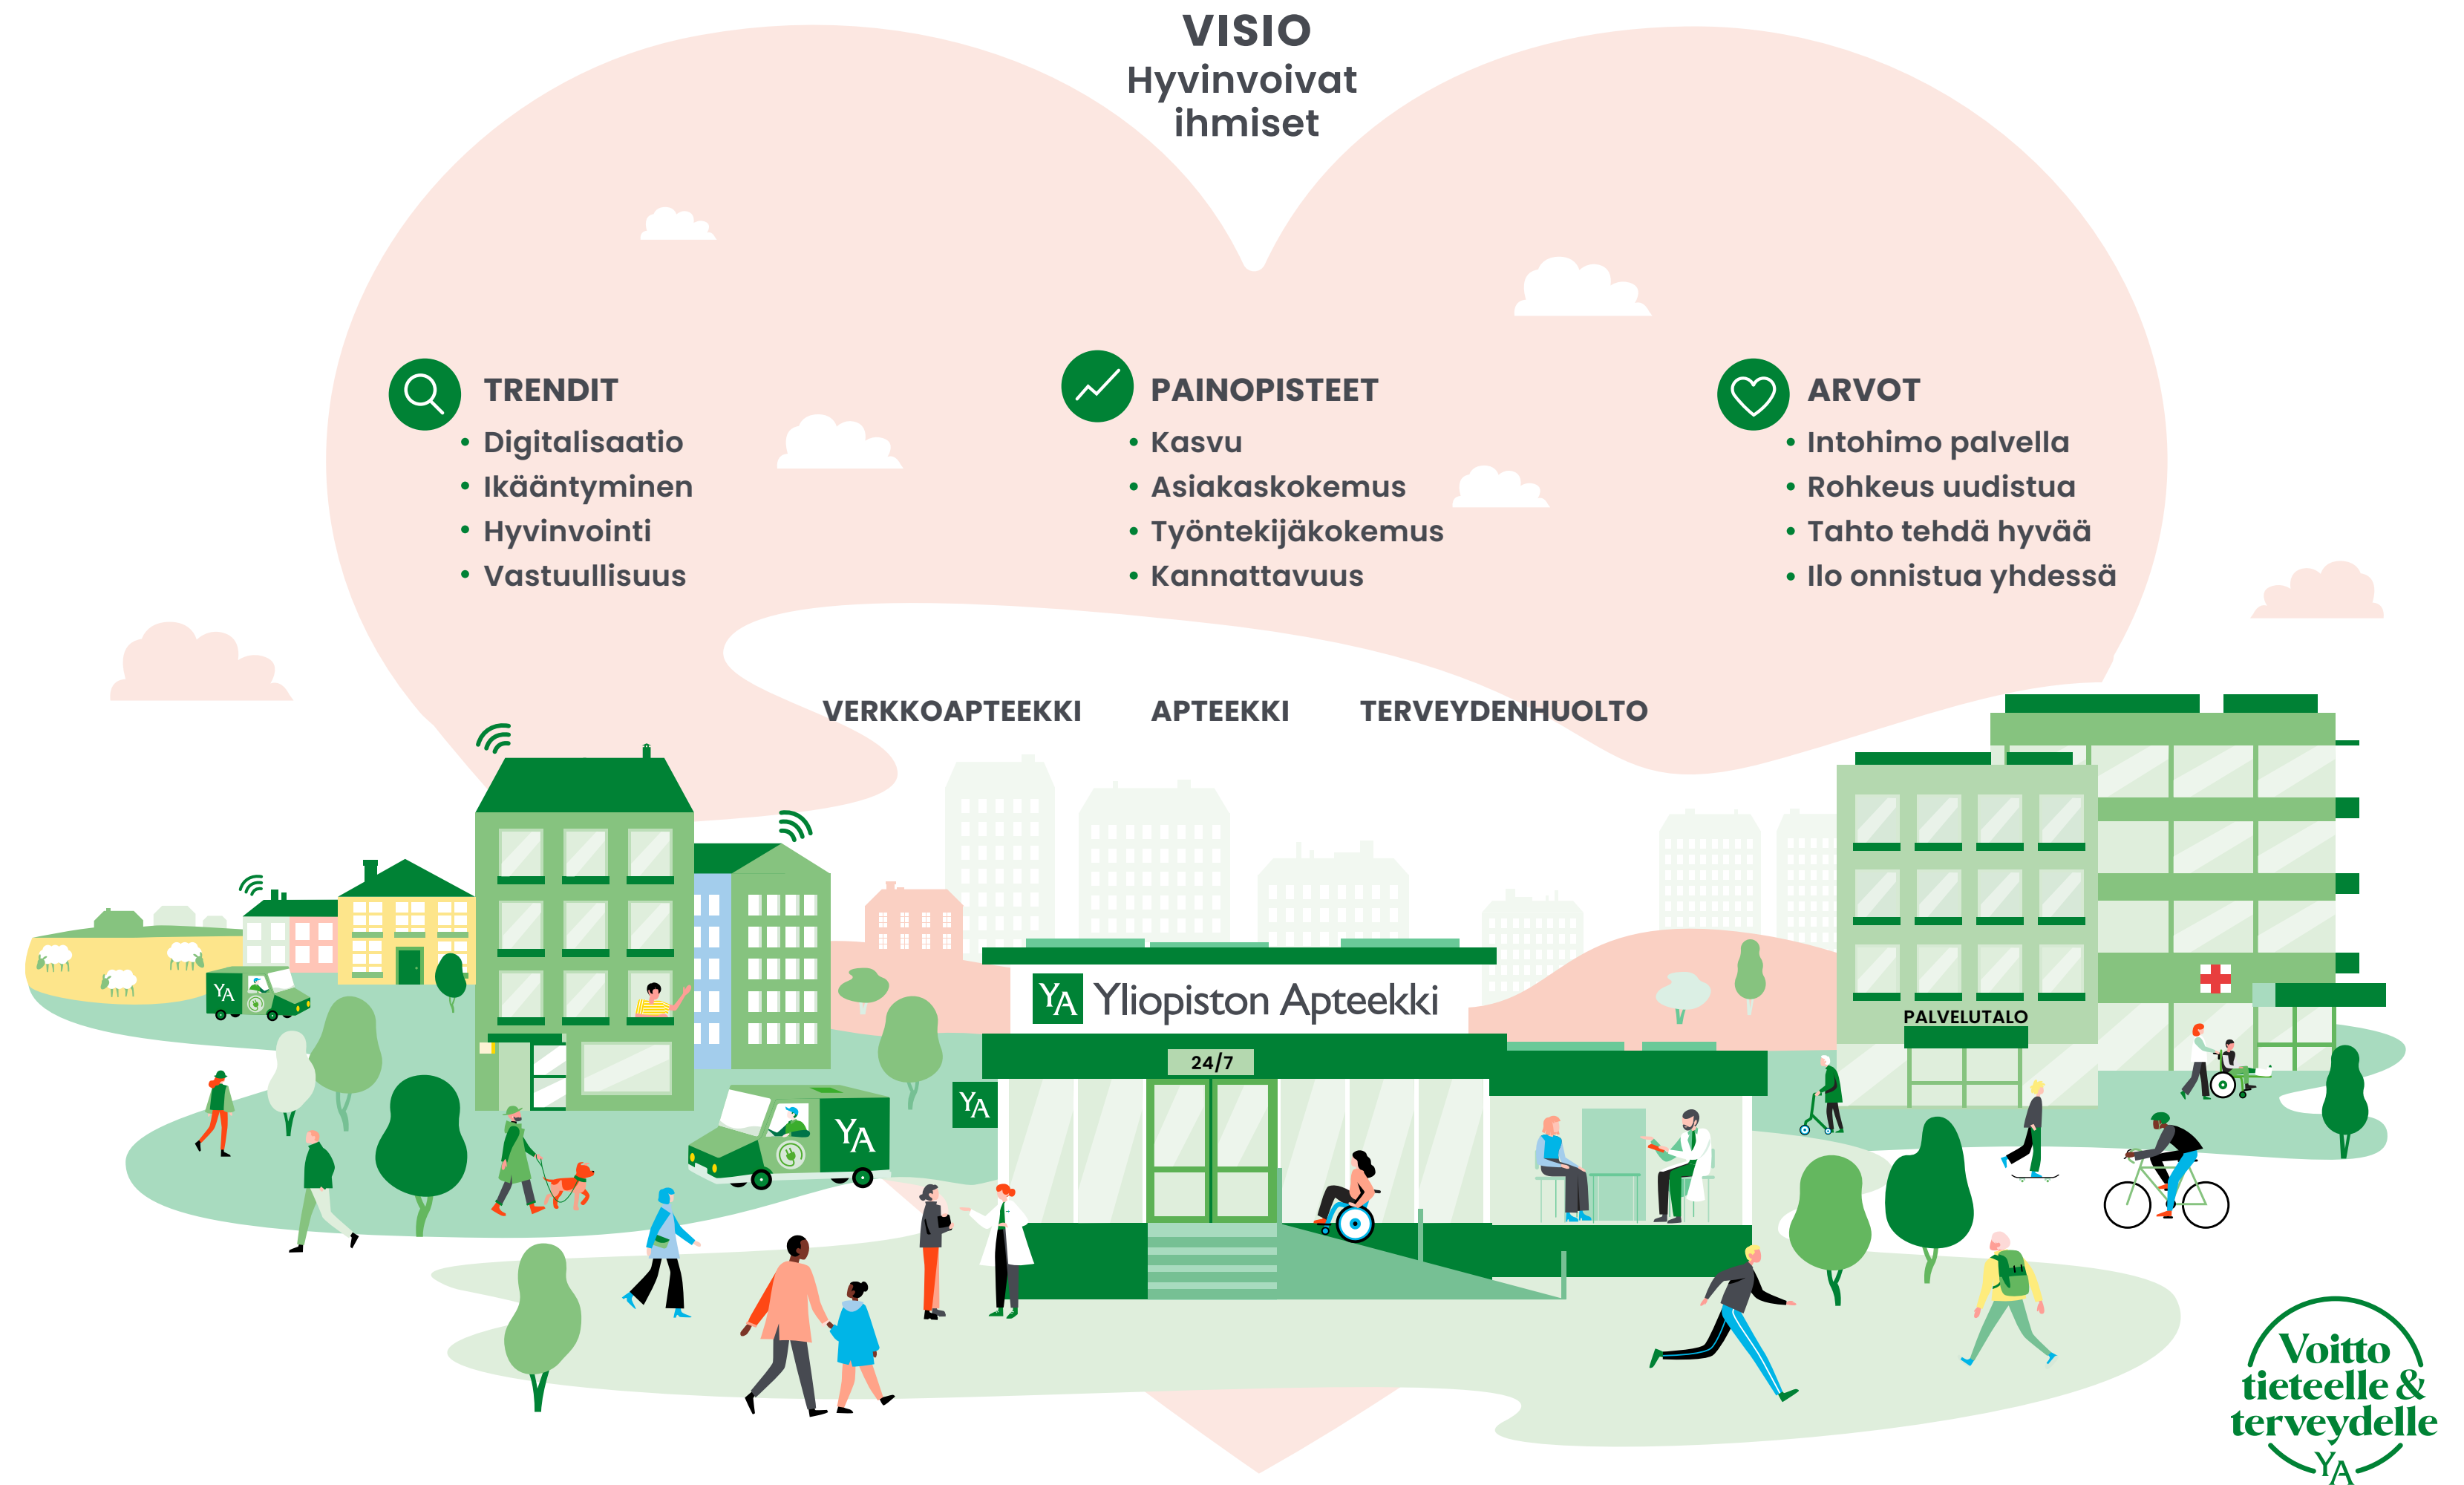 VISIO
Hyvinvoivat
ihmiset
TRENDIT
• Digitalisaatio
• Ikääntyminen
• Hyvinvointi
• Vastuullisuus
PAINOPISTEET
• Kasvu
• Asiakaskokemus
• Työntekijäkokemus
• Kannattavuus
ARVOT
• Intohimo palvella
• Rohkeus uudistua
• Tahto tehdä hyvää
• Ilo onnistua yhdessä
VERKKOAPTEEKKI
APTEEKKI
TERVEYDENHUOLTO
YA
YA Yliopiston Apteekki
PALVELUTALO
24/7
YA
YA
Voitto
tieteelle &
terveydelle
YA